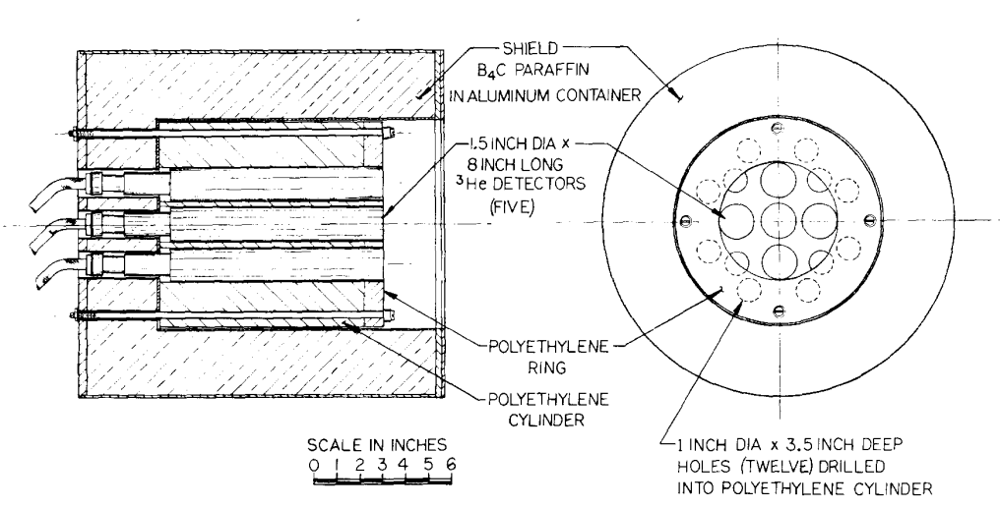 SHIELD
B₄C PARAFFIN
IN ALUMINUM CONTAINER
1.5 INCH DIA x
8 INCH LONG
³He DETECTORS
(FIVE)
POLYETHYLENE
RING
POLYETHYLENE
CYLINDER
SCALE IN INCHES
0 1 2 3 4 5 6
1 INCH DIA x 3.5 INCH DEEP
HOLES (TWELVE) DRILLED
INTO POLYETHYLENE CYLINDER